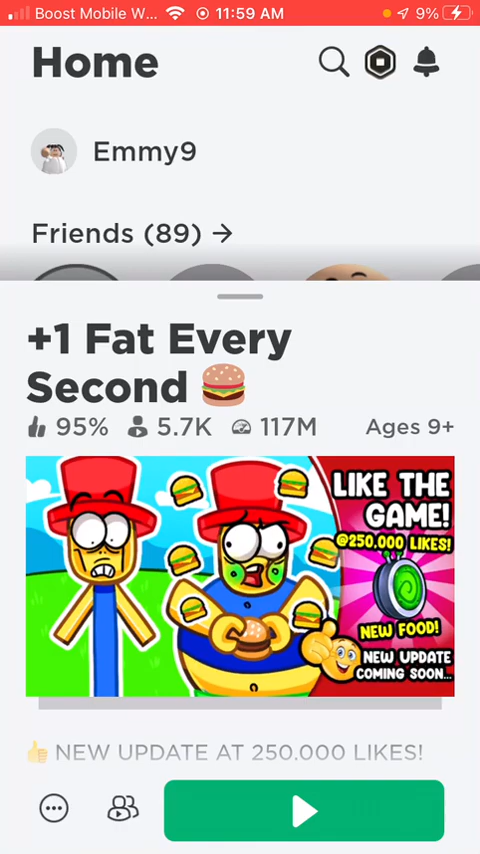 Boost Mobile W... 11:59 AM 9%
Home
Emmy9
Friends (89) →
+1 Fat Every
Second 🍔
95% 5.7K 117M Ages 9+
LIKE THE
GAME!
@250.000 LIKES!
NEW FOOD!
NEW UPDATE
COMING SOON...
👍 NEW UPDATE AT 250.000 LIKES!